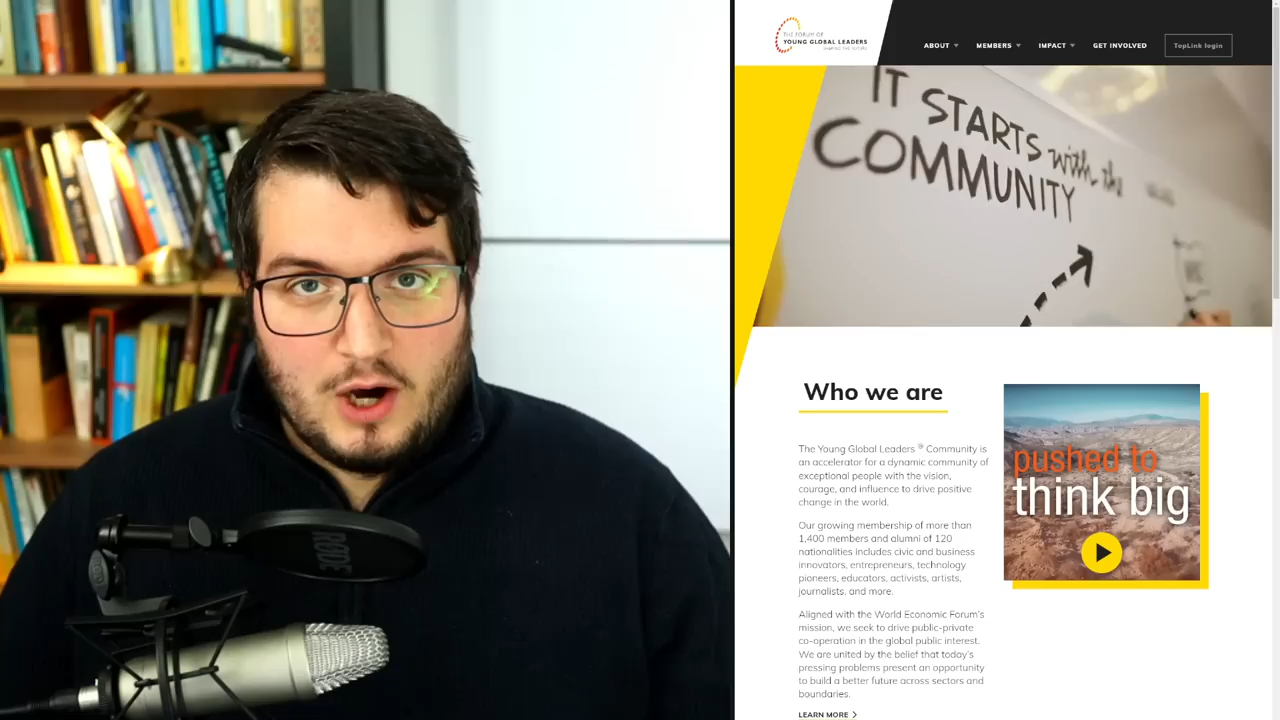 THE FORUM OF
YOUNG GLOBAL LEADERS
SHAPING THE FUTURE
ABOUT
MEMBERS
IMPACT
GET INVOLVED
TopLink login
IT STARTS with the
COMMUNITY
Who we are
The Young Global Leaders ® Community is
an accelerator for a dynamic community of
exceptional people with the vision,
courage, and influence to drive positive
change in the world.
Our growing membership of more than
1,400 members and alumni of 120
nationalities includes civic and business
innovators, entrepreneurs, technology
pioneers, educators, activists, artists,
journalists, and more.
Aligned with the World Economic Forum's
mission, we seek to drive public-private
co-operation in the global public interest.
We are united by the belief that today's
pressing problems present an opportunity
to build a better future across sectors and
boundaries.
LEARN MORE
pushed to
think big
RØDE